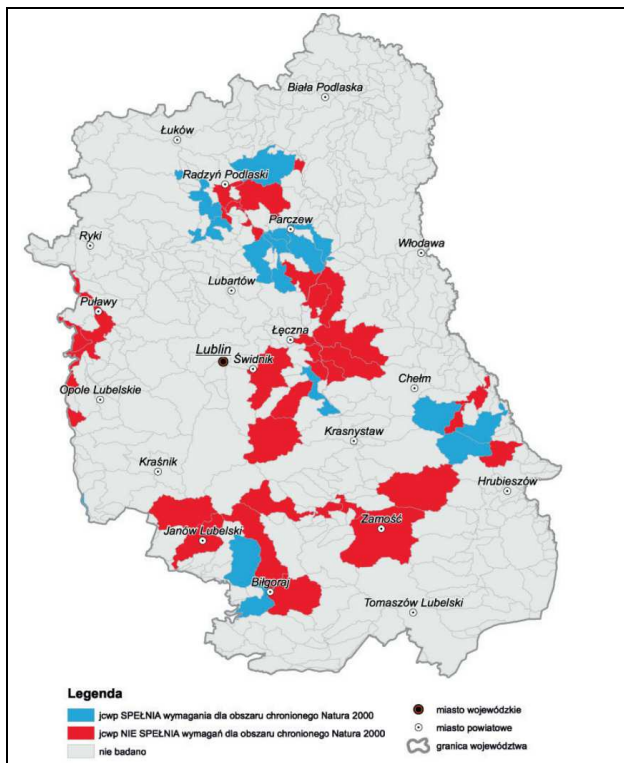 Biała Podlaska
Łuków
Radzyń Podlaski
Parczew
Ryki
Włodawa
Lubartów
Puławy
Łęczna
Lublin
Świdnik
Chełm
Opole Lubelskie
Krasnystaw
Kraśnik
Hrubieszów
Zamość
Janów Lubelski
Biłgoraj
Tomaszów Lubelski
Legenda
jcwp SPEŁNIA wymagania dla obszaru chronionego Natura 2000
jcwp NIE SPEŁNIA wymagań dla obszaru chronionego Natura 2000
nie badano
miasto wojewódzkie
miasto powiatowe
granica województwa